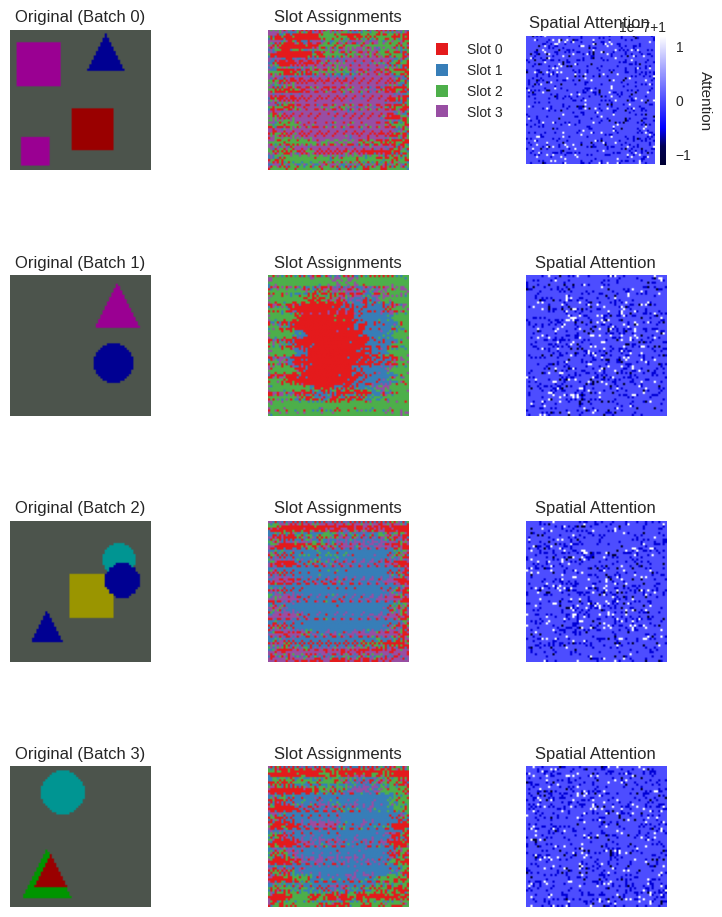 Original (Batch 0)
Slot Assignments
Slot 0
Slot 1
Slot 2
Slot 3
Spatial Attention
1e−7+1
1
0
−1
Attention
Original (Batch 1)
Slot Assignments
Spatial Attention
Original (Batch 2)
Slot Assignments
Spatial Attention
Original (Batch 3)
Slot Assignments
Spatial Attention